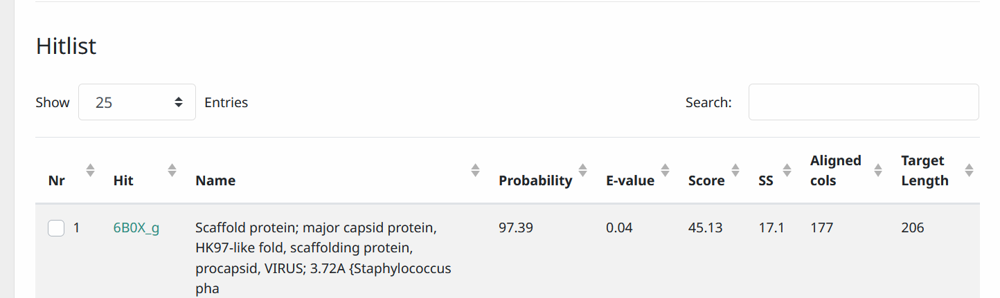 Hitlist
Show 25 Entries Search:
Nr Hit Name Probability E-value Score SS Aligned cols Target Length
1 6B0X_g Scaffold protein; major capsid protein, 97.39 0.04 45.13 17.1 177 206
HK97-like fold, scaffolding protein,
procapsid, VIRUS; 3.72A {Staphylococcus
pha